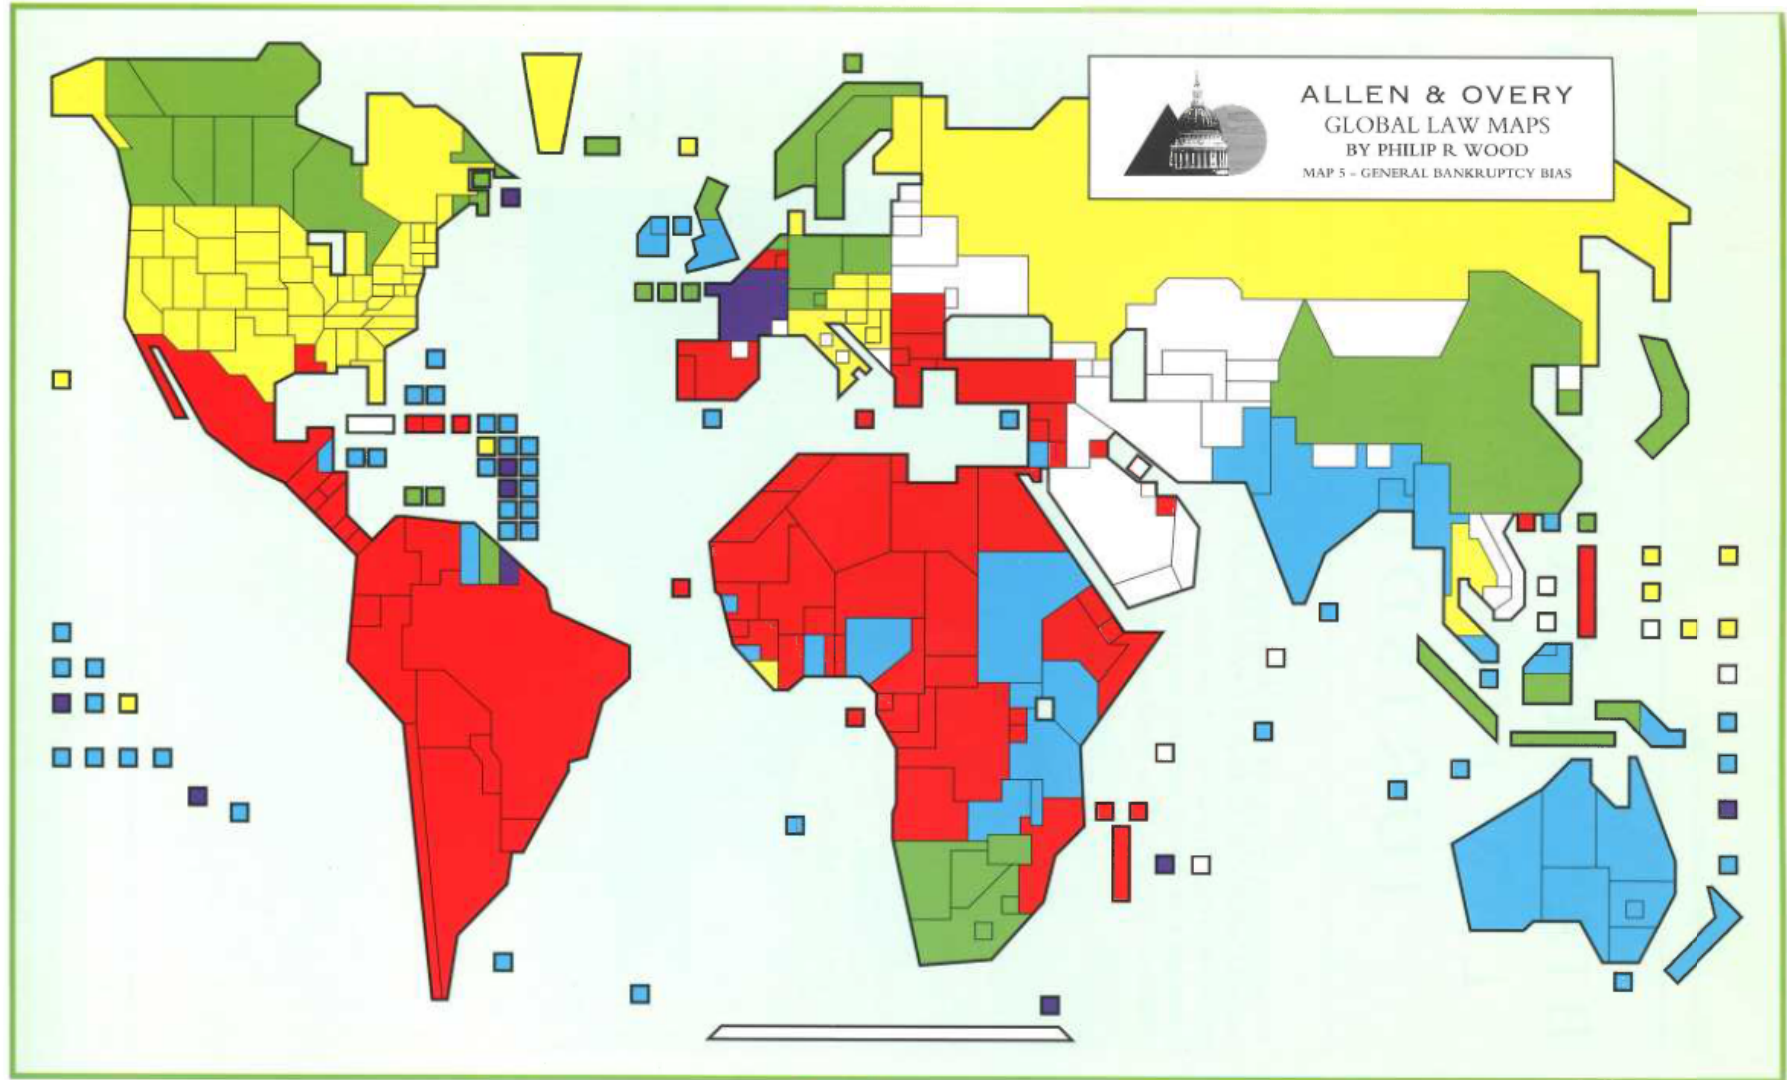 ALLEN & OVERY
GLOBAL LAW MAPS
BY PHILIP R. WOOD
MAP 5 – GENERAL BANKRUPTCY BIAS